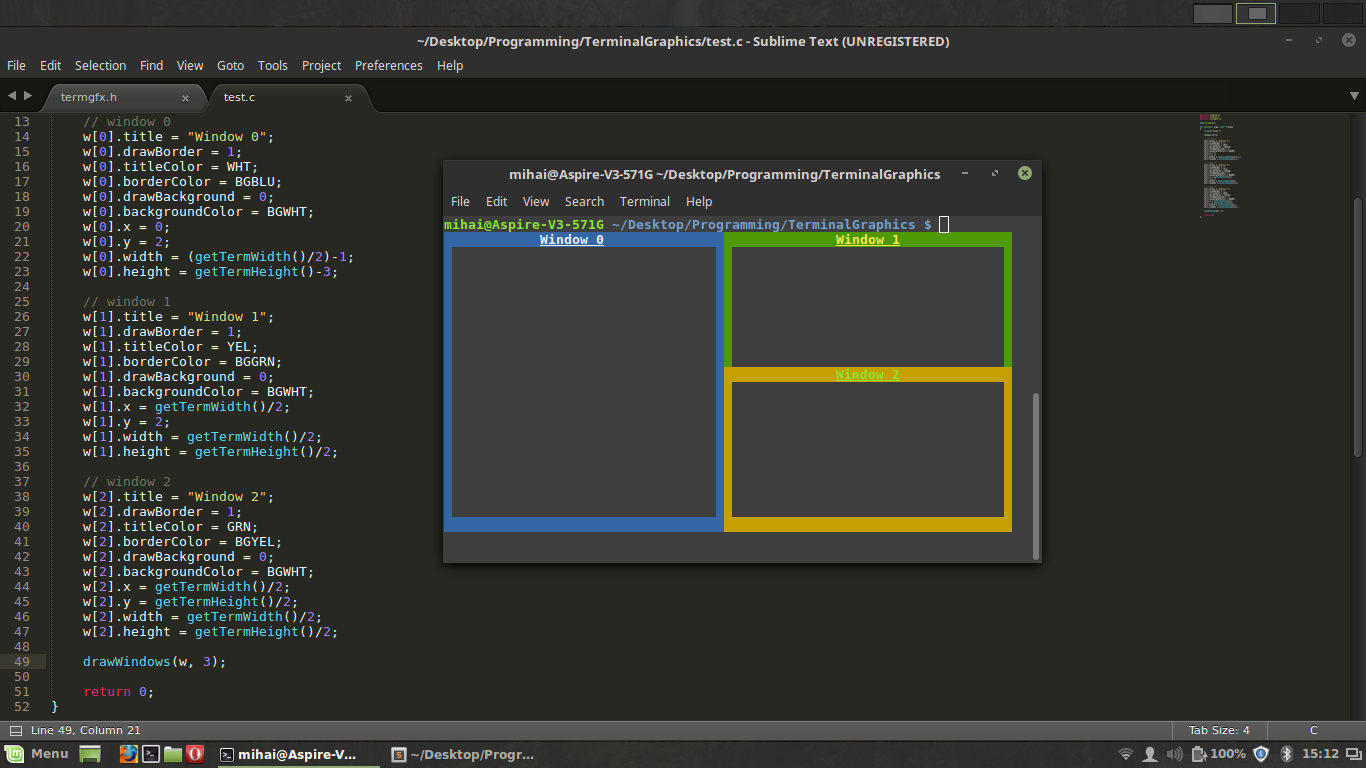 ~/Desktop/Programming/TerminalGraphics/test.c - Sublime Text (UNREGISTERED)
File Edit Selection Find View Goto Tools Project Preferences Help
termgfx.h test.c
13 // window 0
14 w[0].title = "Window 0";
15 w[0].drawBorder = 1;
16 w[0].titleColor = WHT;
17 w[0].borderColor = BGBLU;
18 w[0].drawBackground = 0;
19 w[0].backgroundColor = BGWHT;
20 w[0].x = 0;
21 w[0].y = 2;
22 w[0].width = (getTermWidth()/2)-1;
23 w[0].height = getTermHeight()-3;
24
25 // window 1
26 w[1].title = "Window 1";
27 w[1].drawBorder = 1;
28 w[1].titleColor = YEL;
29 w[1].borderColor = BGGRN;
30 w[1].drawBackground = 0;
31 w[1].backgroundColor = BGWHT;
32 w[1].x = getTermWidth()/2;
33 w[1].y = 2;
34 w[1].width = getTermWidth()/2;
35 w[1].height = getTermHeight()/2;
36
37 // window 2
38 w[2].title = "Window 2";
39 w[2].drawBorder = 1;
40 w[2].titleColor = GRN;
41 w[2].borderColor = BGYEL;
42 w[2].drawBackground = 0;
43 w[2].backgroundColor = BGWHT;
44 w[2].x = getTermWidth()/2;
45 w[2].y = getTermHeight()/2;
46 w[2].width = getTermWidth()/2;
47 w[2].height = getTermHeight()/2;
48
49 drawWindows(w, 3);
50
51 return 0;
52 }
mihai@Aspire-V3-571G ~/Desktop/Programming/TerminalGraphics
File Edit View Search Terminal Help
mihai@Aspire-V3-571G ~/Desktop/Programming/TerminalGraphics $
Window 0 Window 1
Window 2
Line 49, Column 21 Tab Size: 4 C
Menu mihai@Aspire-V... ~/Desktop/Progr... 100% 15:12